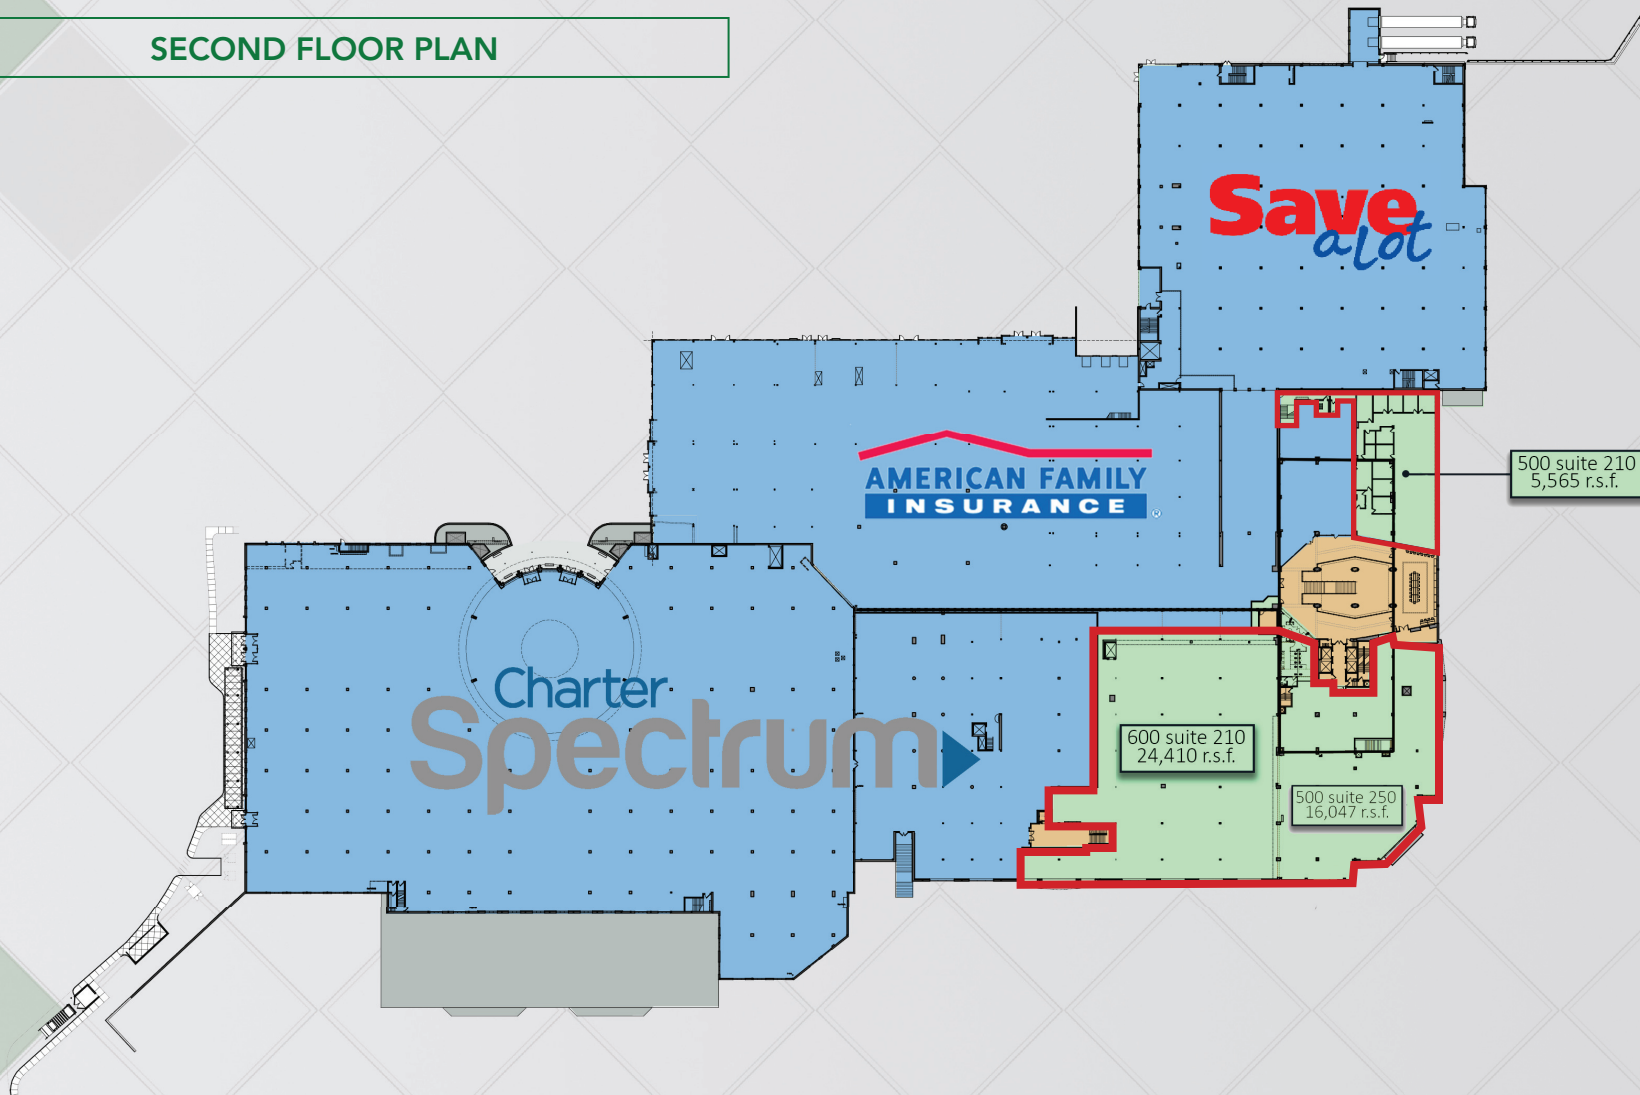 SECOND FLOOR PLAN
Save
a Lot
500 suite 210
5,565 r.s.f.
AMERICAN FAMILY
INSURANCE ®
Charter
Spectrum
600 suite 210
24,410 r.s.f.
500 suite 250
16,047 r.s.f.